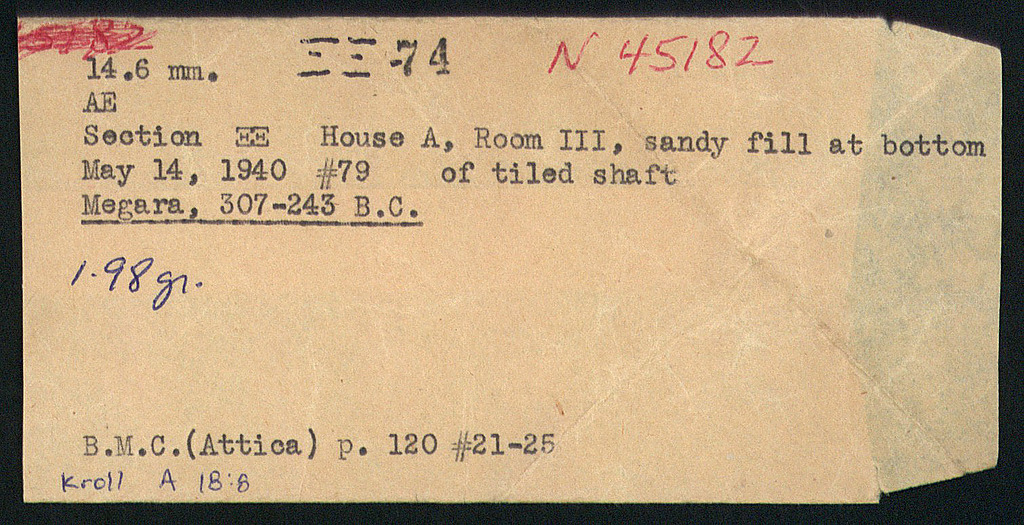 ΞΞ-74 N 45182
14.6 mm.
AE
Section ΞΞ House A, Room III, sandy fill at bottom
May 14, 1940 #79 of tiled shaft
Megara, 307-243 B.C.
1.98 gr.
B.M.C.(Attica) p. 120 #21-25
Kroll A 18:8